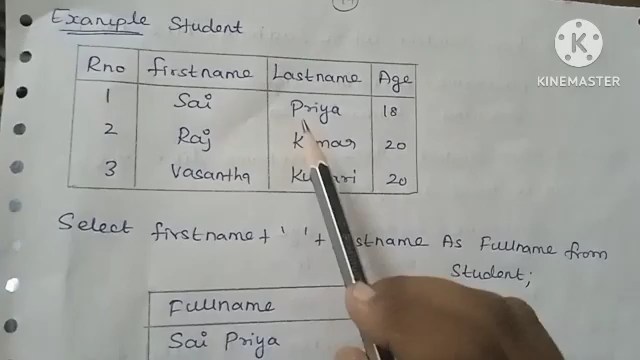 Example Student
Rno firstname Lastname Age
1 Sai Priya 18
2 Raj 20
3 Vasantha 20
Select firstname + ' ' + As Fullname from
Student;
Fullname
Sai Priya
KINEMASTER